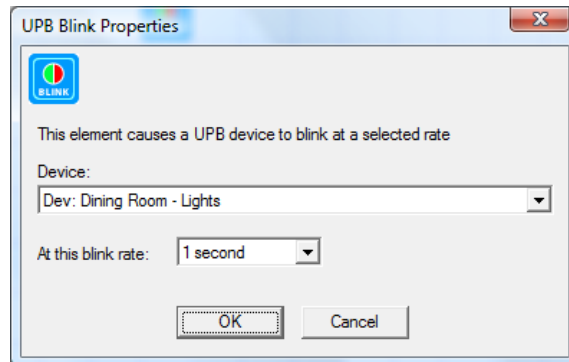 UPB Blink Properties
BLINK
This element causes a UPB device to blink at a selected rate
Device:
Dev: Dining Room - Lights
At this blink rate: 1 second
OK Cancel